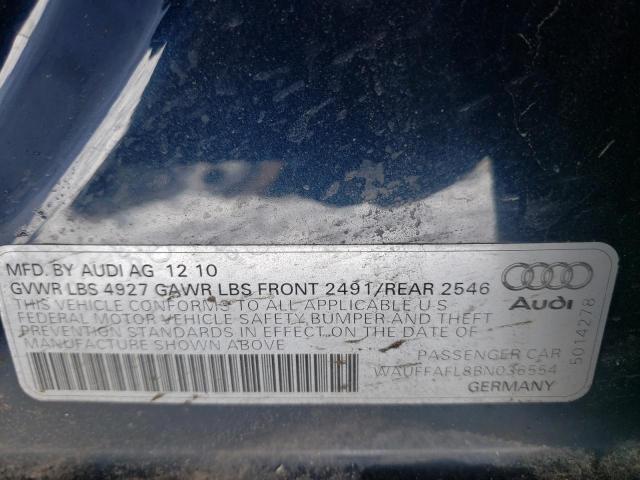 MFD. BY AUDI AG 12 10
GVWR LBS 4927 GAWR LBS FRONT 2491/REAR 2546
THIS VEHICLE CONFORMS TO ALL APPLICABLE U.S
FEDERAL MOTOR VEHICLE SAFETY, BUMPER AND THEFT
PREVENTION STANDARDS IN EFFECT ON THE DATE OF
MANUFACTURE SHOWN ABOVE
PASSENGER CAR
WAUFFAFL8BN036554
GERMANY
Audi
5014278